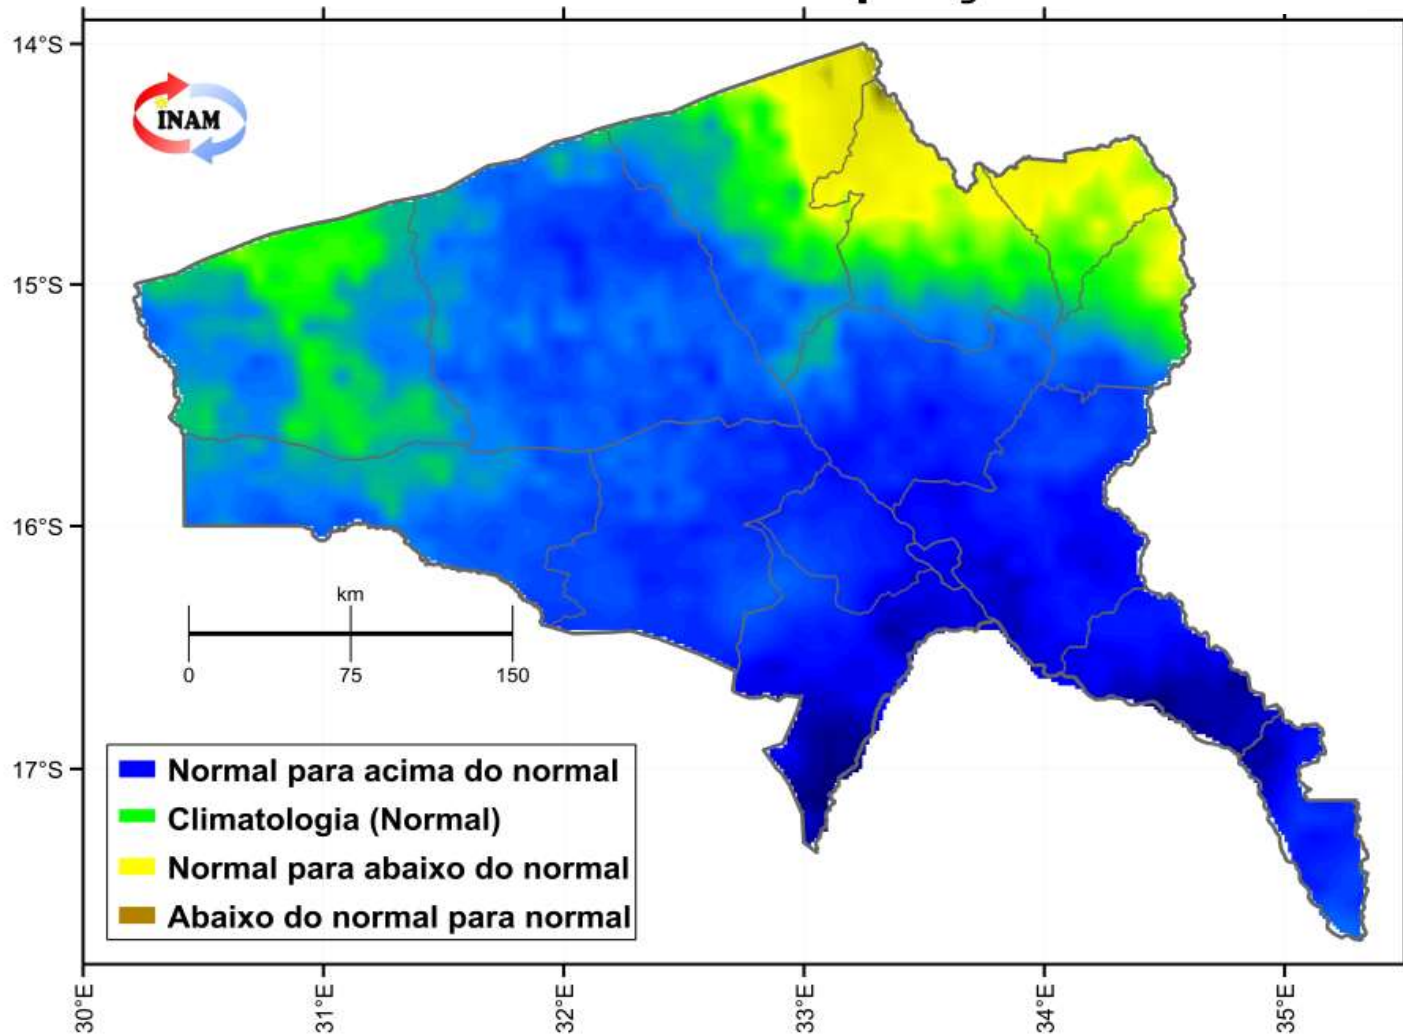 14°S
INAM
15°S
16°S
km
0 75 150
17°S
Normal para acima do normal
Climatologia (Normal)
Normal para abaixo do normal
Abaixo do normal para normal
30°E 31°E 32°E 33°E 34°E 35°E